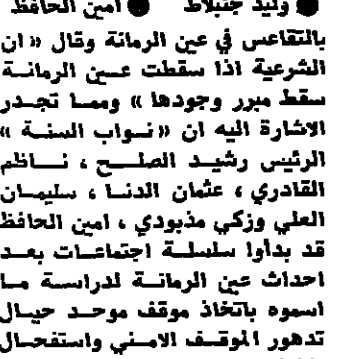 ● وليد جنبلاط ● امين الحافظ
بالتقاعس في عين الرمانة وقال « ان
الشرعية اذا سقطت عين الرمانة
سقط مبرر وجودها » ومما تجدر
الاشارة اليه ان « نواب السنة »
الرئيس رشيد الصلح ، ناظم
القادري ، عثمان الدنا ، سليمان
العلي وزكي مذبودي ، امين الحافظ
قد بدأوا سلسلة اجتماعات بعد
احداث عين الرمانة لدراسة ما
اسموه باتخاذ موقف موحد حيال
تدهور الموقف الامني واستفحال